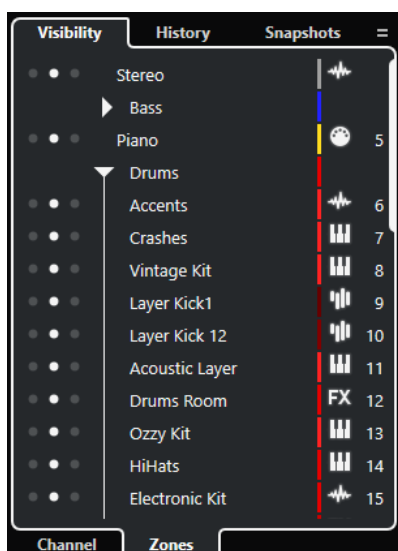 Visibility History Snapshots
Stereo
Bass
Piano 5
Drums
Accents 6
Crashes 7
Vintage Kit 8
Layer Kick1 9
Layer Kick 12 10
Acoustic Layer 11
Drums Room FX 12
Ozzy Kit 13
HiHats 14
Electronic Kit 15
Channel Zones